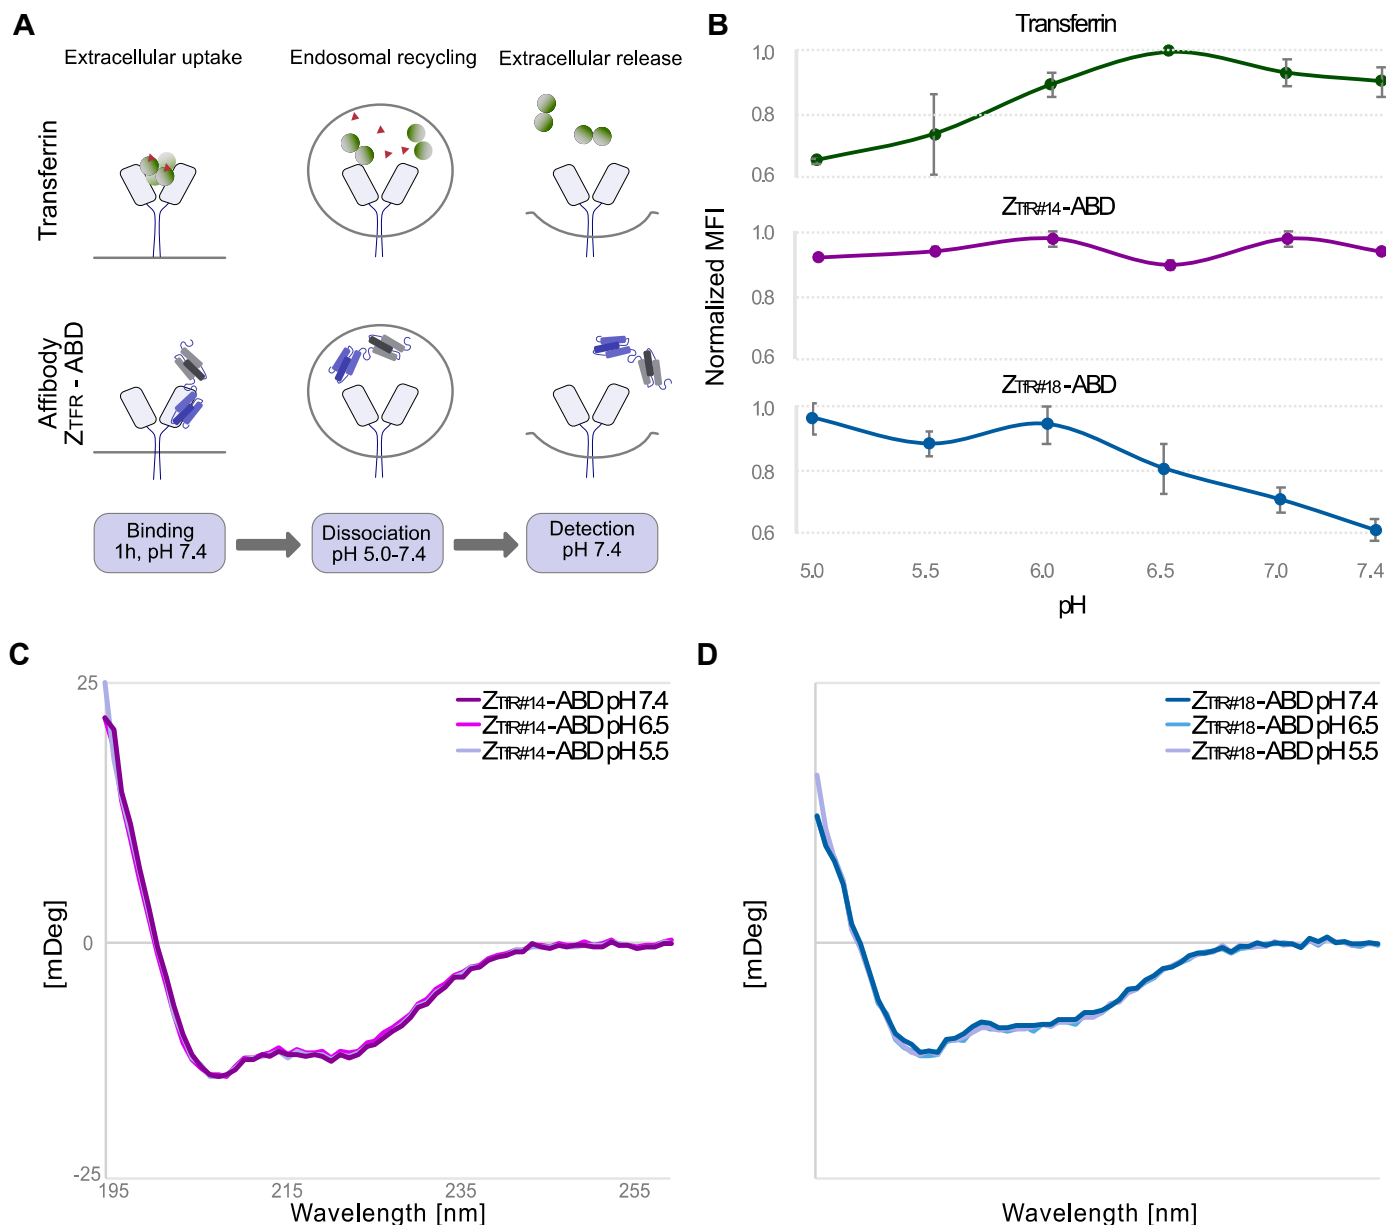 A
Extracellular uptake
Endosomal recycling
Extracellular release
Transferrin
Affibody
ZTFR - ABD
Binding
1h, pH 7.4
Dissociation
pH 5.0-7.4
Detection
pH 7.4
B
Transferrin
1.0
0.8
0.6
ZTfR#14-ABD
1.0
0.8
0.6
ZTfR#18-ABD
1.0
0.8
0.6
Normalized MFI
5.0 5.5 6.0 6.5 7.0 7.4
pH
C
25
0
-25
[mDeg]
ZTfR#14-ABD pH 7.4
ZTfR#14-ABD pH 6.5
ZTfR#14-ABD pH 5.5
195 215 235 255
Wavelength [nm]
D
[mDeg]
ZTfR#18-ABD pH 7.4
ZTfR#18-ABD pH 6.5
ZTfR#18-ABD pH 5.5
Wavelength [nm]